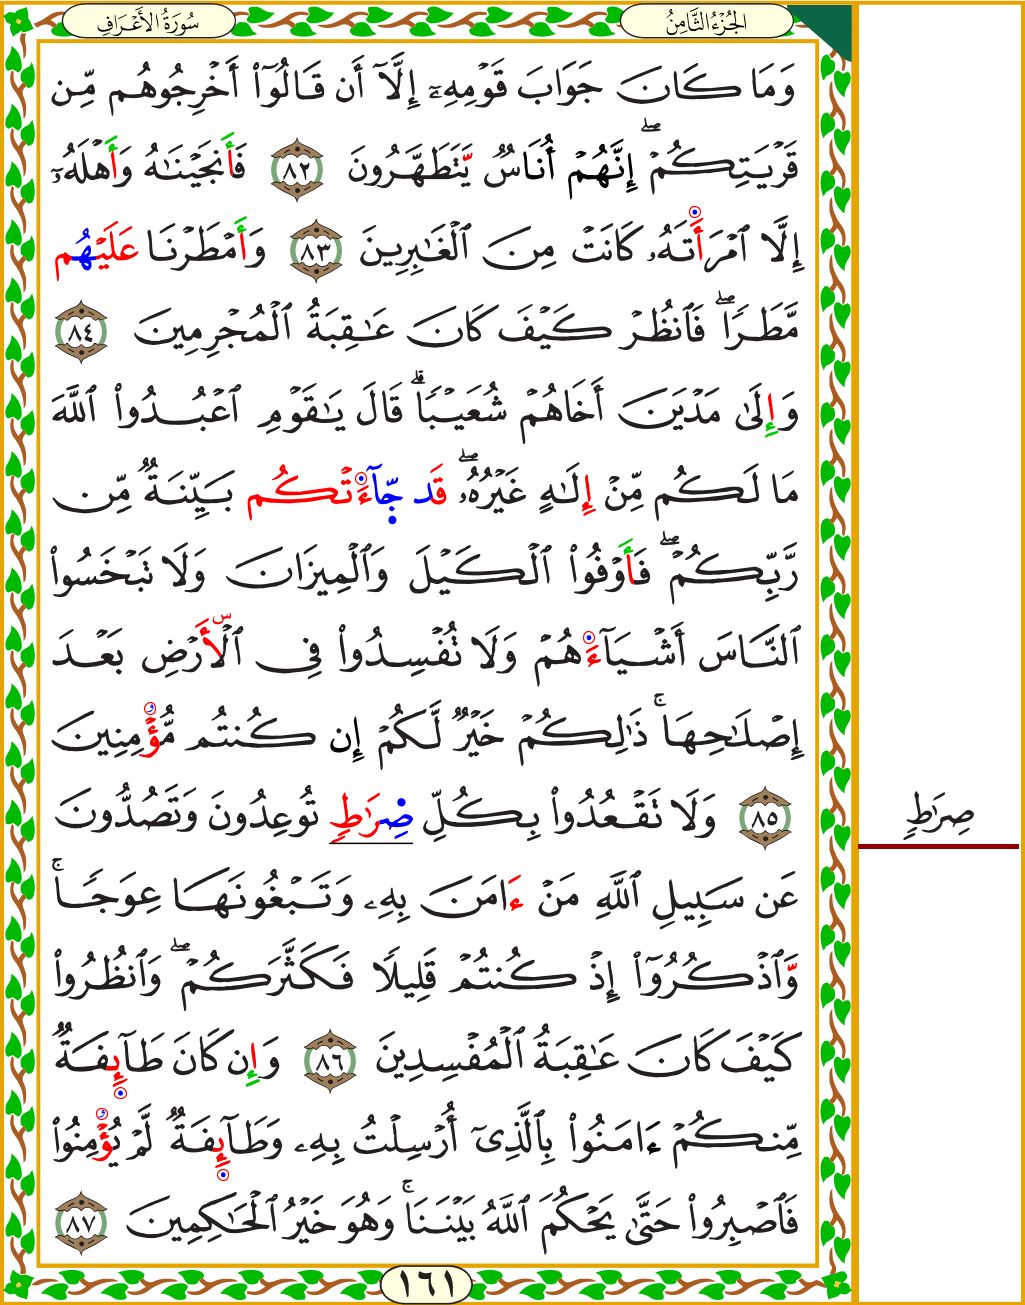 الجُزْءُ الثَّامِنُ
سُورَةُ الأَعْرَافِ
وَمَا كَانَ جَوَابَ قَوْمِهِۦٓ إِلَّآ أَن قَالُوٓا۟ أَخْرِجُوهُم مِّن
قَرْيَتِكُمْ ۖ إِنَّهُمْ أُنَاسٌ يَتَطَهَّرُونَ ٨٢ فَأَنجَيْنَـٰهُ وَأَهْلَهُۥٓ
إِلَّا ٱمْرَأَتَهُۥ كَانَتْ مِنَ ٱلْغَـٰبِرِينَ ٨٣ وَأَمْطَرْنَا عَلَيْهُم
مَّطَرًا ۖ فَٱنظُرْ كَيْفَ كَانَ عَـٰقِبَةُ ٱلْمُجْرِمِينَ ٨٤
وَإِلَىٰ مَدْيَنَ أَخَاهُمْ شُعَيْبًا ۗ قَالَ يَـٰقَوْمِ ٱعْبُدُوا۟ ٱللَّهَ
مَا لَكُم مِّنْ إِلَـٰهٍ غَيْرُهُۥ ۖ قَد جَّآءَتْكُم بَيِّنَةٌ مِّن
رَّبِّكُمْ ۖ فَأَوْفُوا۟ ٱلْكَيْلَ وَٱلْمِيزَانَ وَلَا تَبْخَسُوا۟
ٱلنَّاسَ أَشْيَآءَهُمْ وَلَا تُفْسِدُوا۟ فِى ٱلْأَرْضِ بَعْدَ
إِصْلَـٰحِهَا ۚ ذَٰلِكُمْ خَيْرٌ لَّكُمْ إِن كُنتُم مُّؤْمِنِينَ
٨٥ وَلَا تَقْعُدُوا۟ بِكُلِّ صِرَٰطٍ تُوعِدُونَ وَتَصُدُّونَ
صِرَٰطٍ
عَن سَبِيلِ ٱللَّهِ مَنْ ءَامَنَ بِهِۦ وَتَبْغُونَهَا عِوَجًا ۚ
وَٱذْكُرُوٓا۟ إِذْ كُنتُمْ قَلِيلًا فَكَثَّرَكُمْ ۖ وَٱنظُرُوا۟
كَيْفَ كَانَ عَـٰقِبَةُ ٱلْمُفْسِدِينَ ٨٦ وَإِن كَانَ طَآئِفَةٌ
مِّنكُمْ ءَامَنُوا۟ بِٱلَّذِىٓ أُرْسِلْتُ بِهِۦ وَطَآئِفَةٌ لَّمْ يُؤْمِنُوا۟
فَٱصْبِرُوا۟ حَتَّىٰ يَحْكُمَ ٱللَّهُ بَيْنَنَا ۚ وَهُوَ خَيْرُ ٱلْحَـٰكِمِينَ ٨٧
١٦١